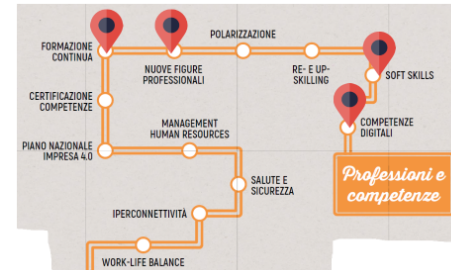 POLARIZZAZIONE
FORMAZIONE
CONTINUA
NUOVE FIGURE
PROFESSIONALI
RE- E UP-
SKILLING
SOFT SKILLS
CERTIFICAZIONE
COMPETENZE
MANAGEMENT
HUMAN RESOURCES
COMPETENZE
DIGITALI
PIANO NAZIONALE
IMPRESA 4.0
Professioni e
competenze
SALUTE E
SICUREZZA
IPERCONNETTIVITÀ
WORK-LIFE BALANCE